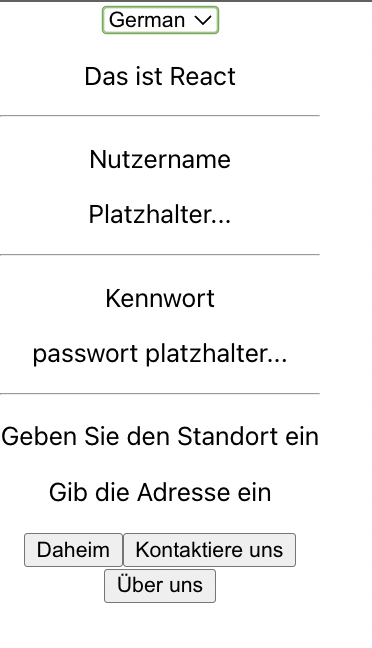 German
Das ist React
Nutzername
Platzhalter...
Kennwort
passwort platzhalter...
Geben Sie den Standort ein
Gib die Adresse ein
Daheim Kontaktiere uns
Über uns